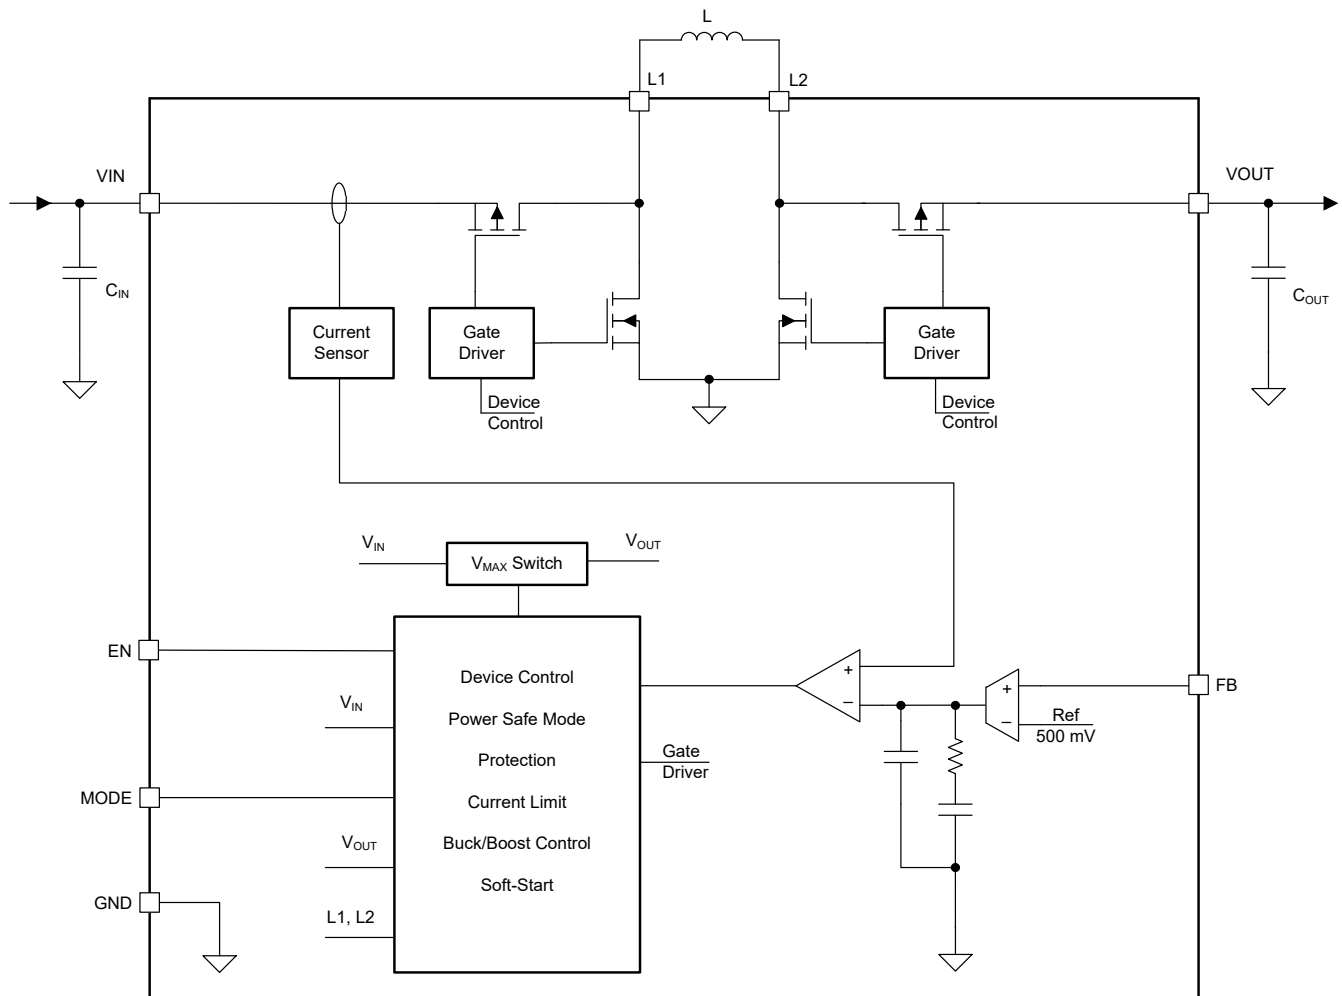 L
L1
L2
VIN
VOUT
CIN
COUT
Current
Sensor
Gate
Driver
Gate
Driver
Device
Control
Device
Control
VIN
VMAX Switch
VOUT
EN
Device Control
+
FB
+
VIN
Power Safe Mode
–
Ref
–
500 mV
Protection
Gate
Driver
MODE
Current Limit
VOUT
Buck/Boost Control
Soft-Start
GND
L1, L2